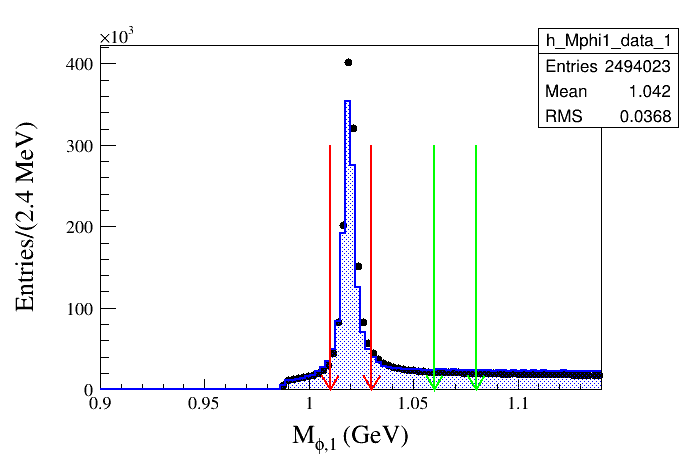 ×10³
h_Mphi1_data_1
Entries 2494023
Mean 1.042
RMS 0.0368
Entries/(2.4 MeV)
400
300
200
100
0
0.9 0.95 1 1.05 1.1
M_ϕ,1 (GeV)